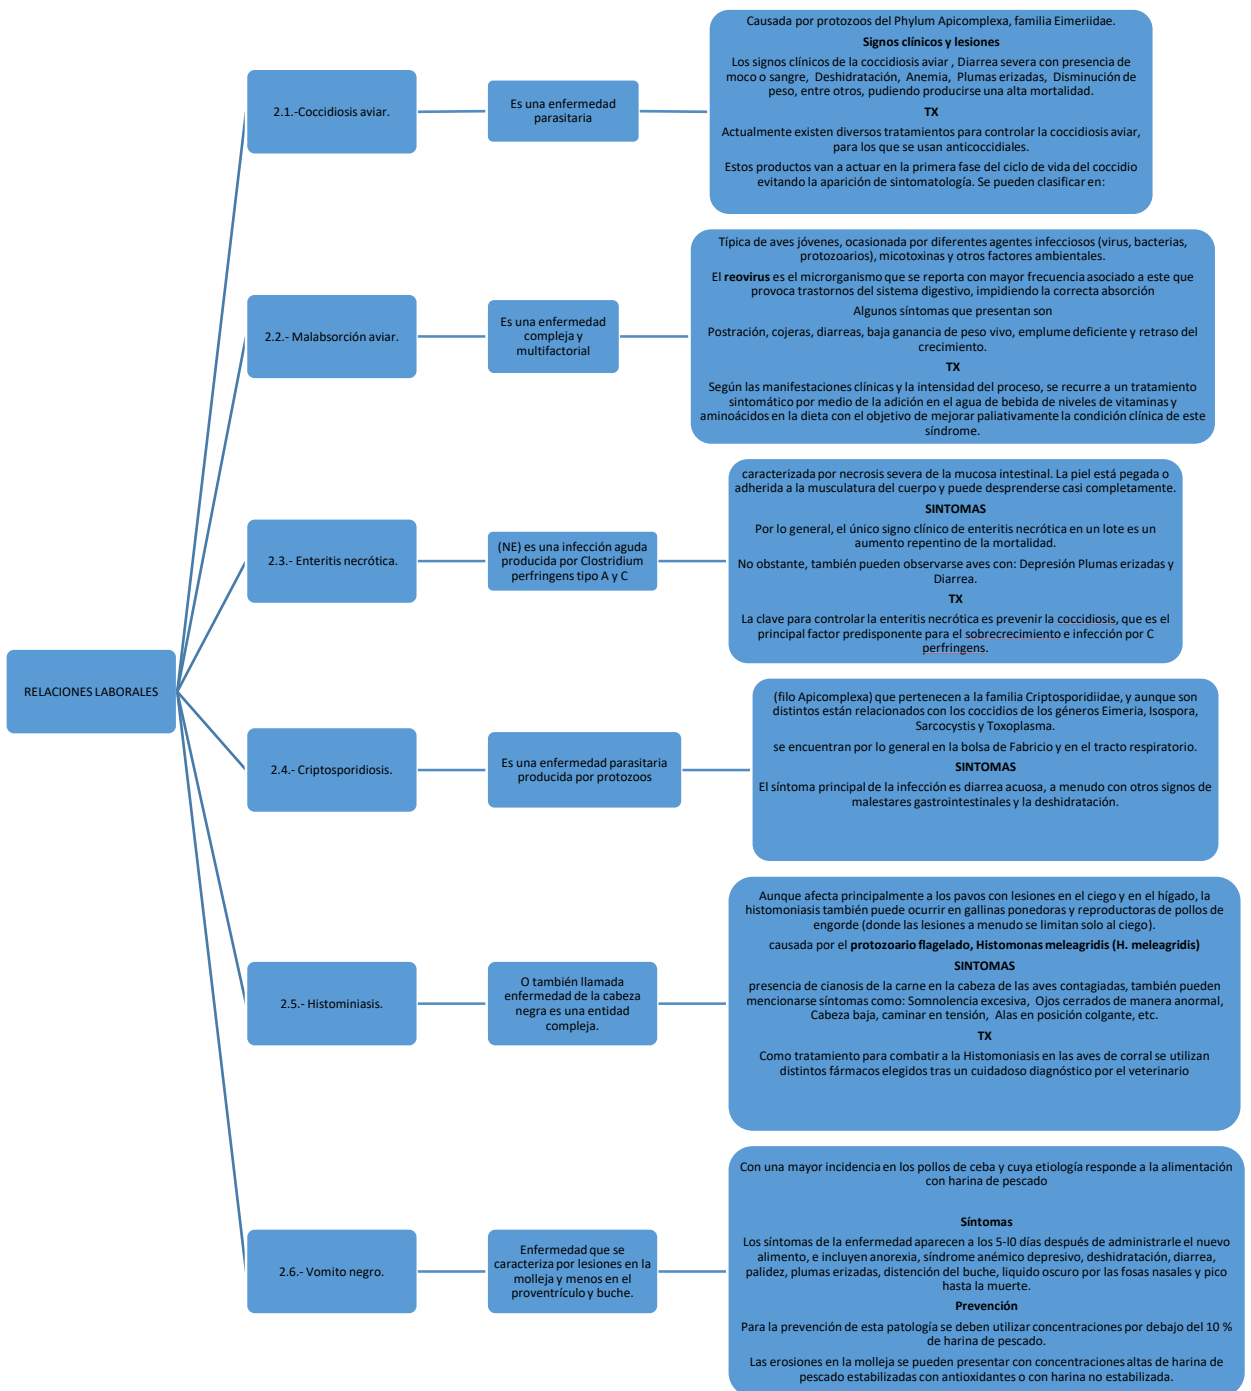 RELACIONES LABORALES
2.1.-Coccidiosis aviar.
Es una enfermedad
parasitaria
Causada por protozoos del Phylum Apicomplexa, familia Eimeriidae.
Signos clínicos y lesiones
Los signos clínicos de la coccidiosis aviar , Diarrea severa con presencia de
moco o sangre, Deshidratación, Anemia, Plumas erizadas, Disminución de
peso, entre otros, pudiendo producirse una alta mortalidad.
TX
Actualmente existen diversos tratamientos para controlar la coccidiosis aviar,
para los que se usan anticoccidiales.
Estos productos van a actuar en la primera fase del ciclo de vida del coccidio
evitando la aparición de sintomatología. Se pueden clasificar en:
2.2.- Malabsorción aviar.
Es una enfermedad
compleja y
multifactorial
Típica de aves jóvenes, ocasionada por diferentes agentes infecciosos (virus, bacterias,
protozoarios), micotoxinas y otros factores ambientales.
El reovirus es el microrganismo que se reporta con mayor frecuencia asociado a este que
provoca trastornos del sistema digestivo, impidiendo la correcta absorción
Algunos síntomas que presentan son
Postración, cojeras, diarreas, baja ganancia de peso vivo, emplume deficiente y retraso del
crecimiento.
TX
Según las manifestaciones clínicas y la intensidad del proceso, se recurre a un tratamiento
sintomático por medio de la adición en el agua de bebida de niveles de vitaminas y
aminoácidos en la dieta con el objetivo de mejorar paliativamente la condición clínica de este
síndrome.
2.3.- Enteritis necrótica.
(NE) es una infección aguda
producida por Clostridium
perfringens tipo A y C
caracterizada por necrosis severa de la mucosa intestinal. La piel está pegada o
adherida a la musculatura del cuerpo y puede desprenderse casi completamente.
SINTOMAS
Por lo general, el único signo clínico de enteritis necrótica en un lote es un
aumento repentino de la mortalidad.
No obstante, también pueden observarse aves con: Depresión Plumas erizadas y
Diarrea.
TX
La clave para controlar la enteritis necrótica es prevenir la coccidiosis, que es el
principal factor predisponente para el sobrecrecimiento e infección por C
perfringens.
2.4.- Criptosporidiosis.
Es una enfermedad parasitaria
producida por protozoos
(filo Apicomplexa) que pertenecen a la familia Criptosporidiidae, y aunque son
distintos están relacionados con los coccidios de los géneros Eimeria, Isospora,
Sarcocystis y Toxoplasma.
se encuentran por lo general en la bolsa de Fabricio y en el tracto respiratorio.
SINTOMAS
El síntoma principal de la infección es diarrea acuosa, a menudo con otros signos de
malestares gastrointestinales y la deshidratación.
2.5.- Histominiasis.
O también llamada
enfermedad de la cabeza
negra es una entidad
compleja.
Aunque afecta principalmente a los pavos con lesiones en el ciego y en el hígado, la
histomoniasis también puede ocurrir en gallinas ponedoras y reproductoras de pollos de
engorde (donde las lesiones a menudo se limitan solo al ciego).
causada por el protozoario flagelado, Histomonas meleagridis (H. meleagridis)
SINTOMAS
presencia de cianosis de la carne en la cabeza de las aves contagiadas, también pueden
mencionarse síntomas como: Somnolencia excesiva, Ojos cerrados de manera anormal,
Cabeza baja, caminar en tensión, Alas en posición colgante, etc.
TX
Como tratamiento para combatir a la Histomoniasis en las aves de corral se utilizan
distintos fármacos elegidos tras un cuidadoso diagnóstico por el veterinario
2.6.- Vomito negro.
Enfermedad que se
caracteriza por lesiones en la
molleja y menos en el
proventrículo y buche.
Con una mayor incidencia en los pollos de ceba y cuya etiología responde a la alimentación
con harina de pescado
Síntomas
Los síntomas de la enfermedad aparecen a los 5-l0 días después de administrarle el nuevo
alimento, e incluyen anorexia, síndrome anémico depresivo, deshidratación, diarrea,
palidez, plumas erizadas, distención del buche, liquido oscuro por las fosas nasales y pico
hasta la muerte.
Prevención
Para la prevención de esta patología se deben utilizar concentraciones por debajo del 10 %
de harina de pescado.
Las erosiones en la molleja se pueden presentar con concentraciones altas de harina de
pescado estabilizadas con antioxidantes o con harina no estabilizada.